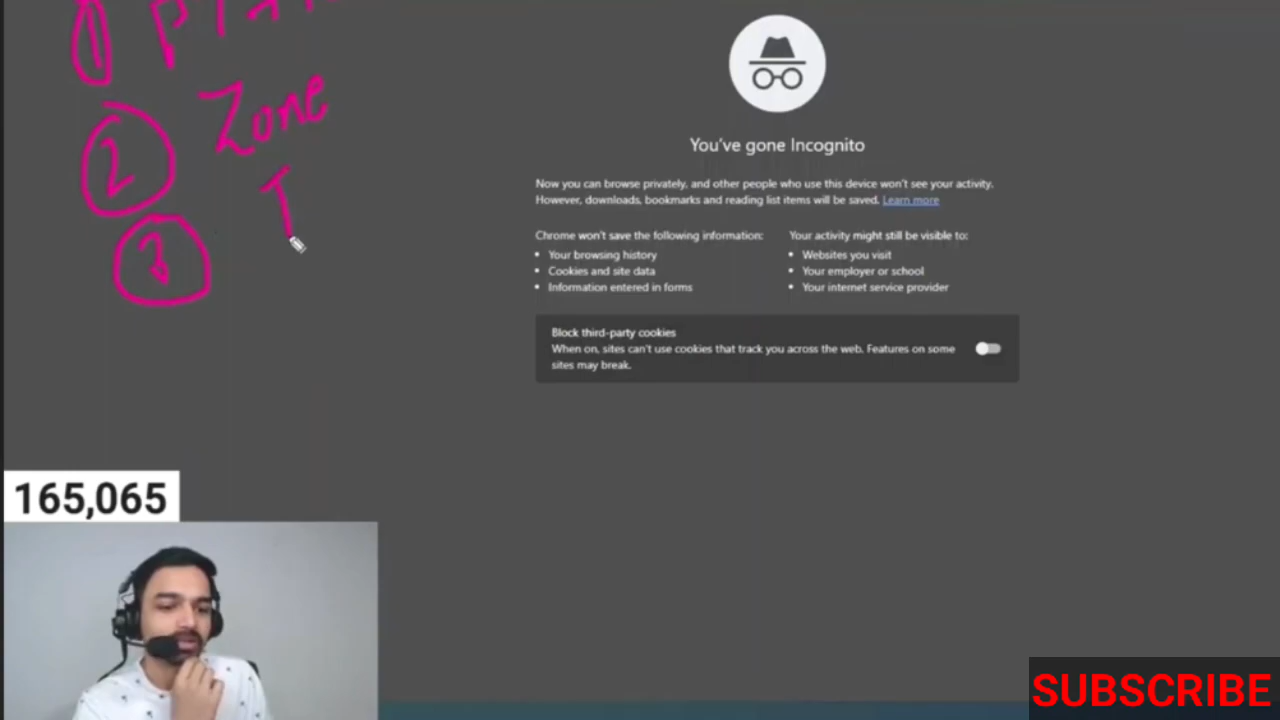 1
2 Zone
3 T
You've gone Incognito
Now you can browse privately, and other people who use this device won't see your activity.
However, downloads, bookmarks and reading list items will be saved. Learn more
Chrome won't save the following information:
Your browsing history
Cookies and site data
Information entered in forms
Your activity might still be visible to:
Websites you visit
Your employer or school
Your internet service provider
Block third-party cookies
When on, sites can't use cookies that track you across the web. Features on some
sites may break.
165,065
SUBSCRIBE